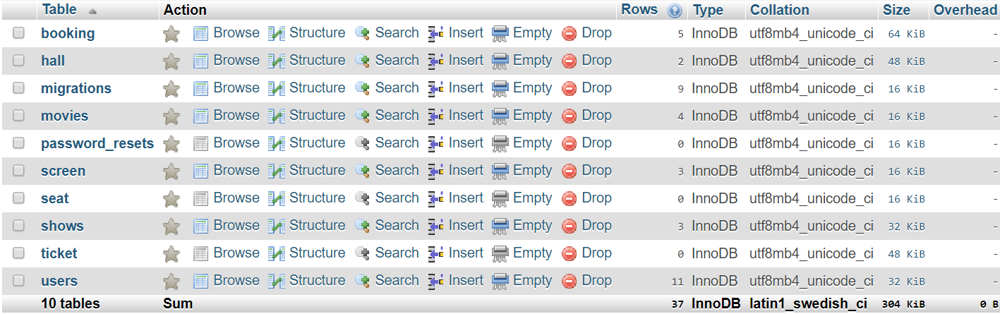 Table Action Rows Type Collation Size Overhead
booking Browse Structure Search Insert Empty Drop 5 InnoDB utf8mb4_unicode_ci 64 KiB -
hall Browse Structure Search Insert Empty Drop 2 InnoDB utf8mb4_unicode_ci 48 KiB -
migrations Browse Structure Search Insert Empty Drop 9 InnoDB utf8mb4_unicode_ci 16 KiB -
movies Browse Structure Search Insert Empty Drop 4 InnoDB utf8mb4_unicode_ci 16 KiB -
password_resets Browse Structure Search Insert Empty Drop 0 InnoDB utf8mb4_unicode_ci 16 KiB -
screen Browse Structure Search Insert Empty Drop 3 InnoDB utf8mb4_unicode_ci 16 KiB -
seat Browse Structure Search Insert Empty Drop 0 InnoDB utf8mb4_unicode_ci 16 KiB -
shows Browse Structure Search Insert Empty Drop 3 InnoDB utf8mb4_unicode_ci 32 KiB -
ticket Browse Structure Search Insert Empty Drop 0 InnoDB utf8mb4_unicode_ci 48 KiB -
users Browse Structure Search Insert Empty Drop 11 InnoDB utf8mb4_unicode_ci 32 KiB -
10 tables Sum 37 InnoDB latin1_swedish_ci 304 KiB 0 B